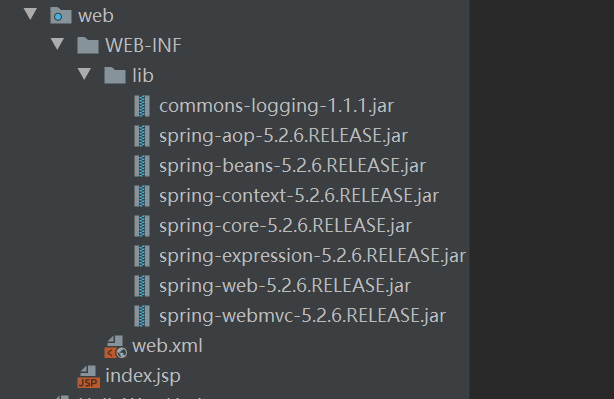 web
WEB-INF
lib
commons-logging-1.1.1.jar
spring-aop-5.2.6.RELEASE.jar
spring-beans-5.2.6.RELEASE.jar
spring-context-5.2.6.RELEASE.jar
spring-core-5.2.6.RELEASE.jar
spring-expression-5.2.6.RELEASE.jar
spring-web-5.2.6.RELEASE.jar
spring-webmvc-5.2.6.RELEASE.jar
web.xml
JSP index.jsp